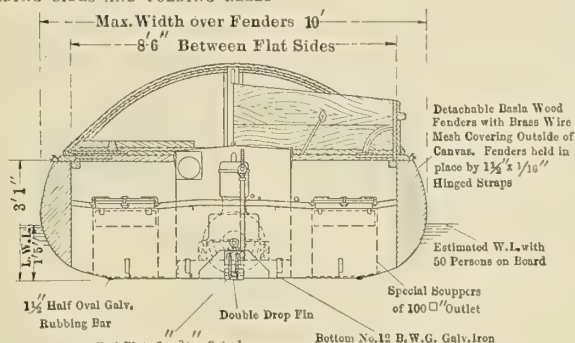 Max. Width over Fenders 10'
8'6" Between Flat Sides
Detachable Basla Wood
Fenders with Brass Wire
Mesh Covering Outside of
Canvas. Fenders held in
place by 1½" x 1/16"
Hinged Straps
3'1"
1'5"
Estimated W.L. with
50 Persons on Board
Special Scuppers
of 100 □" Outlet
1½" Half Oval Galv.
Rubbing Bar
Double Drop Fin
Bottom No.12 B.W.G. Galv.Iron